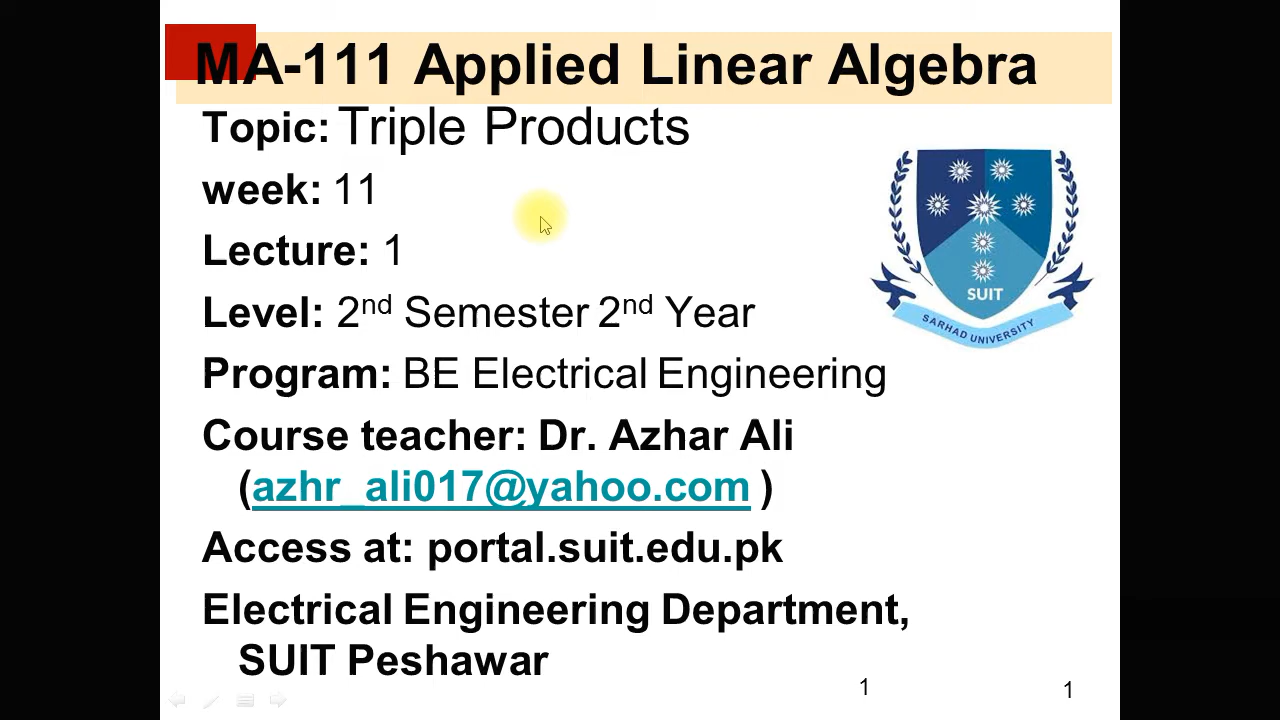 MA-111 Applied Linear Algebra
Topic: Triple Products
week: 11
Lecture: 1
Level: 2nd Semester 2nd Year
Program: BE Electrical Engineering
Course teacher: Dr. Azhar Ali
(azhr_ali017@yahoo.com )
Access at: portal.suit.edu.pk
Electrical Engineering Department,
SUIT Peshawar
SUIT
SARHAD UNIVERSITY
1
1